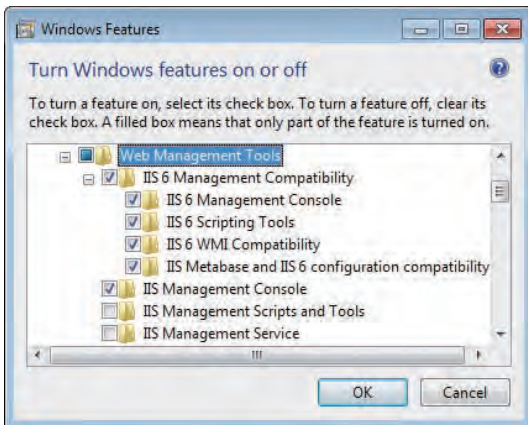 Windows Features
Turn Windows features on or off
To turn a feature on, select its check box. To turn a feature off, clear its
check box. A filled box means that only part of the feature is turned on.
Web Management Tools
IIS 6 Management Compatibility
IIS 6 Management Console
IIS 6 Scripting Tools
IIS 6 WMI Compatibility
IIS Metabase and IIS 6 configuration compatibility
IIS Management Console
IIS Management Scripts and Tools
IIS Management Service
OK
Cancel